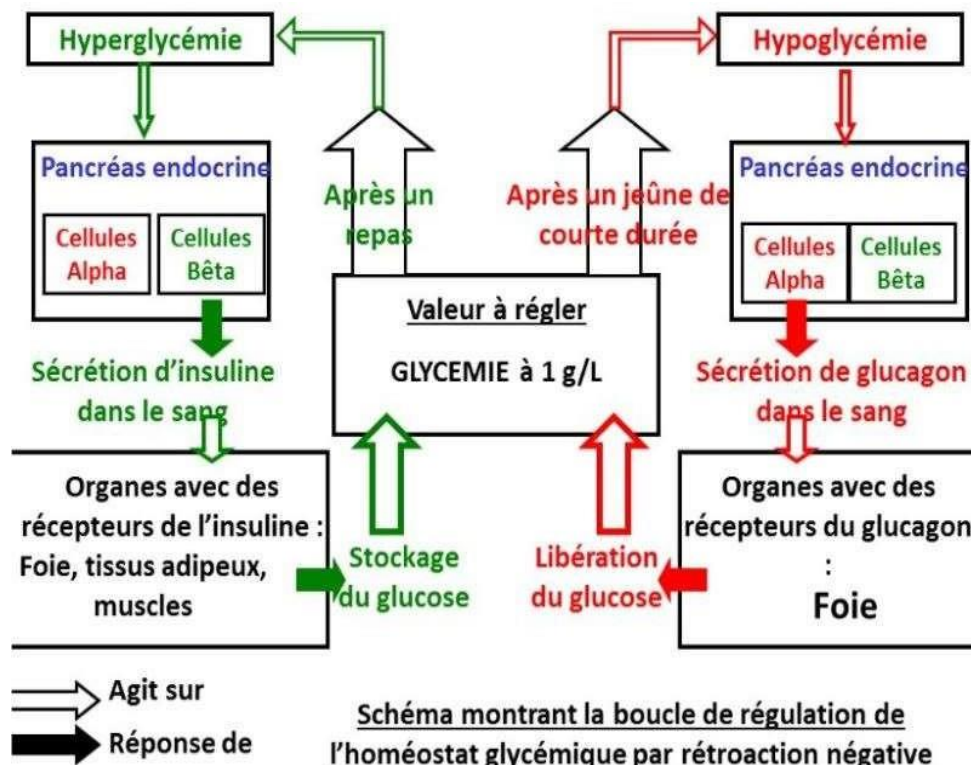 Hyperglycémie
Hypoglycémie
Pancréas endocrine
Cellules
Alpha
Cellules
Bêta
Après un
repas
Après un jeûne de
courte durée
Pancréas endocrine
Cellules
Alpha
Cellules
Bêta
Valeur à régler
GLYCEMIE à 1 g/L
Sécrétion d'insuline
dans le sang
Sécrétion de glucagon
dans le sang
Organes avec des
récepteurs de l'insuline :
Foie, tissus adipeux,
muscles
Stockage
du glucose
Libération
du glucose
Organes avec des
récepteurs du glucagon
:
Foie
Agit sur
Réponse de
Schéma montrant la boucle de régulation de
l'homéostat glycémique par rétroaction négative